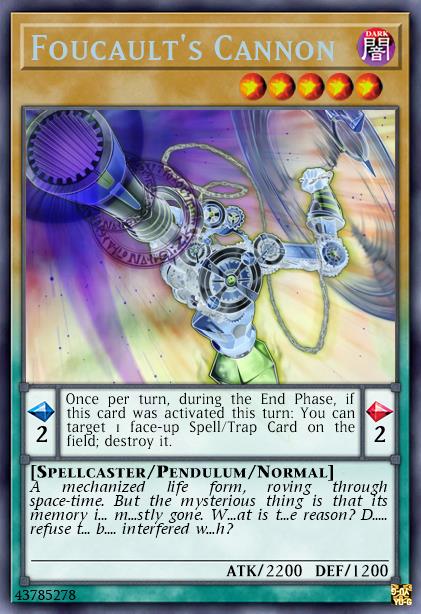 FOUCAULT'S CANNON
DARK
闇
Once per turn, during the End Phase, if
this card was activated this turn: You can
target 1 face-up Spell/Trap Card on the
field; destroy it.
2
2
[SPELLCASTER/PENDULUM/NORMAL]
A mechanized life form, roving through
space-time. But the mysterious thing is that its
memory i... m...stly gone. W...at is t...e reason? D.....
refuse t... b.... interfered w...h?
ATK/2200 DEF/1200
43785278